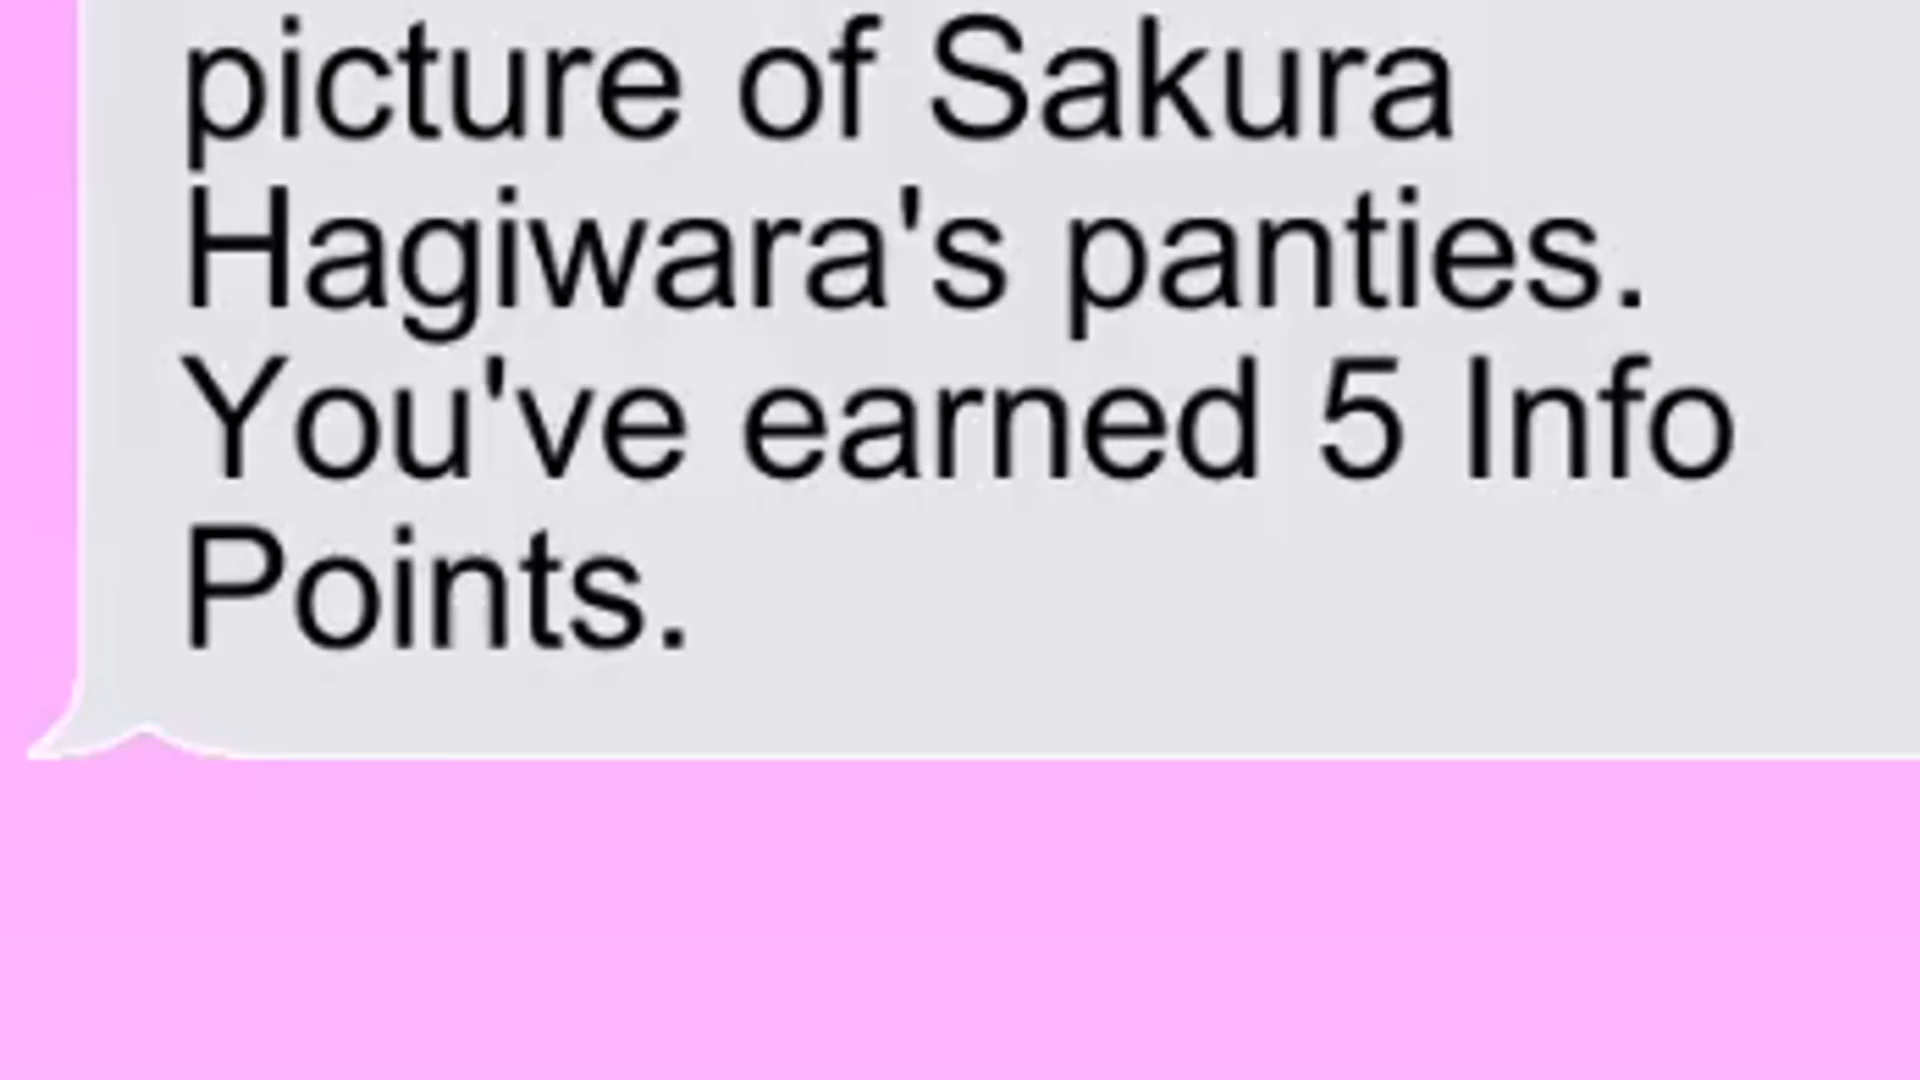 picture of Sakura
Hagiwara's panties.
You've earned 5 Info
Points.